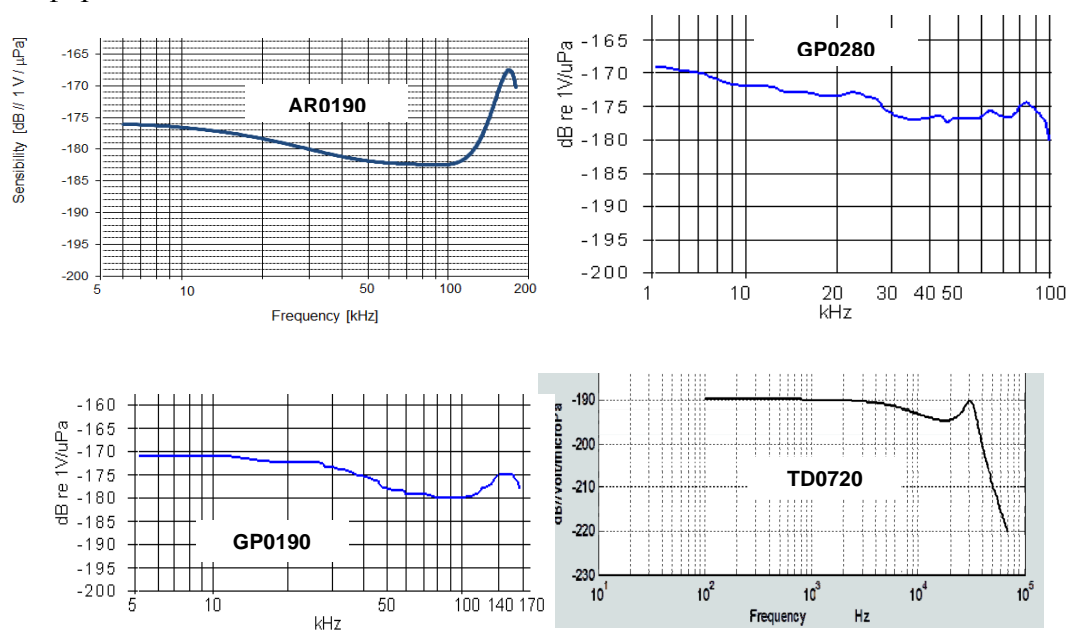 Sensibility [dB // 1 V / µPa]
-165
-170
-175
-180
-185
-190
-195
-200
AR0190
5 10 50 100 200
Frequency [kHz]
dB re 1V/uPa
-165
-170
-175
-180
-185
-190
-195
-200
GP0280
1 10 20 30 40 50 100
kHz
dB re 1V/uPa
-160
-165
-170
-175
-180
-185
-190
-195
-200
GP0190
5 10 50 100 140 170
kHz
dB//Volt/microPa
-190
-200
-210
-220
-230
TD0720
10¹ 10² 10³ 10⁴ 10⁵
Frequency Hz